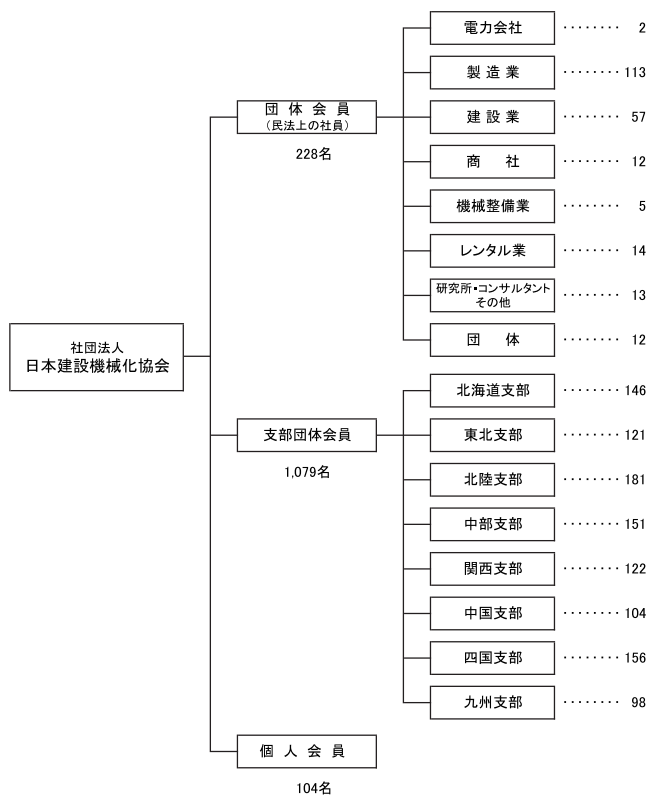 社団法人
日本建設機械化協会
団体会員
(民法上の社員)
228名
電力会社 ········ 2
製造業 ········ 113
建設業 ········ 57
商社 ········ 12
機械整備業 ········ 5
レンタル業 ········ 14
研究所・コンサルタント
その他 ········ 13
団体 ········ 12
支部団体会員
1,079名
北海道支部 ········ 146
東北支部 ········ 121
北陸支部 ········ 181
中部支部 ········ 151
関西支部 ········ 122
中国支部 ········ 104
四国支部 ········ 156
九州支部 ········ 98
個人会員
104名